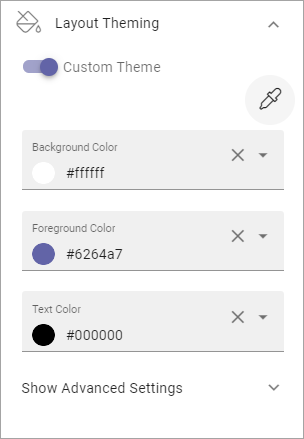 Layout Theming
Custom Theme
Background Color
#ffffff
Foreground Color
#6264a7
Text Color
#000000
Show Advanced Settings